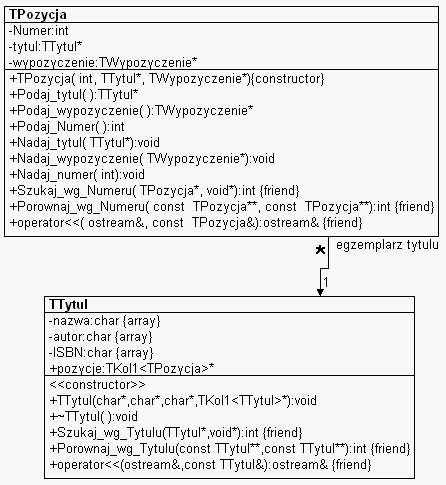 TPozycja
-Numer:int
-tytul:TTytul*
-wypozyczenie:TWypozyczenie*
+TPozycja( int, TTytul*, TWypozyczenie*){constructor}
+Podaj_tytul( ):TTytul*
+Podaj_wypozyczenie( ):TWypozyczenie*
+Podaj_Numer( ):int
+Nadaj_tytul( TTytul*):void
+Nadaj_wypozyczenie( TWypozyczenie*):void
+Nadaj_numer( int):void
+Szukaj_wg_Numeru( TPozycja*, void*):int {friend}
+Porownaj_wg_Numeru( const TPozycja**, const TPozycja**):int {friend}
+operator<<( ostream&, const TPozycja&):ostream& {friend}
* egzemplarz tytulu
1
TTytul
-nazwa:char {array}
-autor:char {array}
-ISBN:char {array}
+pozycje:TKol1<TPozycja>*
<<constructor>>
+TTytul(char*,char*,char*,TKol1<TTytul>*):void
+~TTytul( ):void
+Szukaj_wg_Tytulu(TTytul*,void*):int {friend}
+Porownaj_wg_Tytulu(const TTytul**,const TTytul**):int {friend}
+operator<<(ostream&,const TTytul&):ostream& {friend}